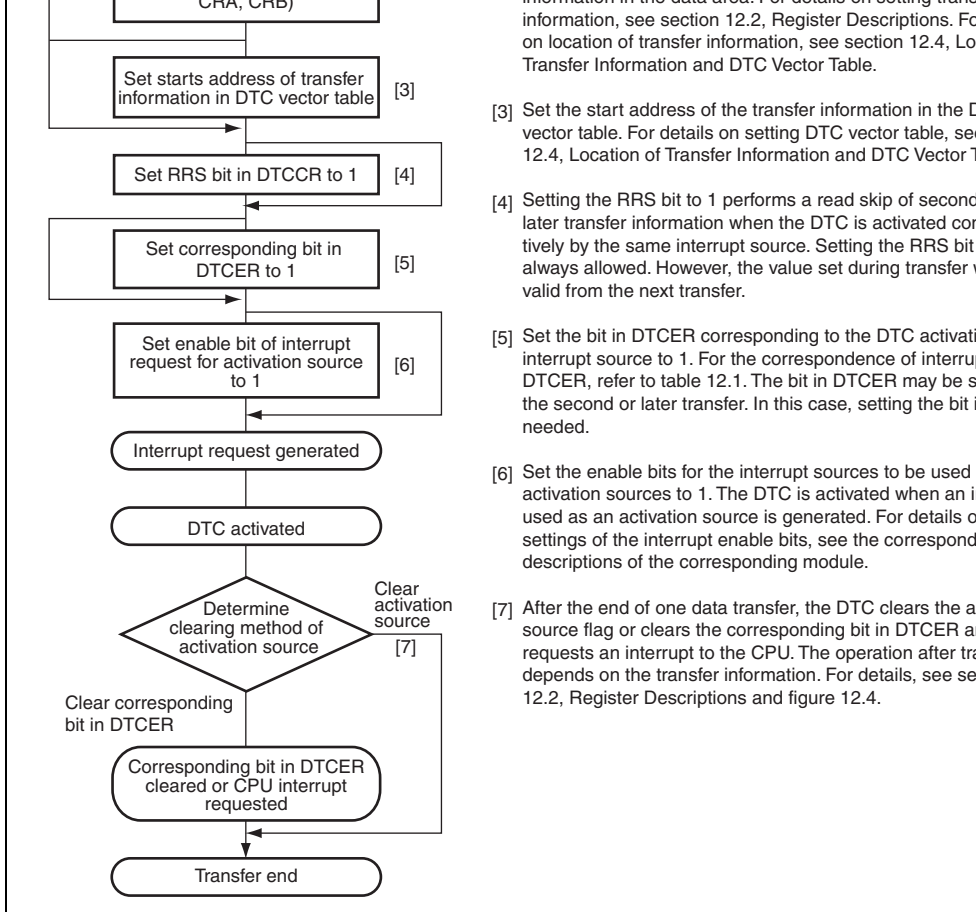 CRA, CRB)
Set starts address of transfer
information in DTC vector table
[3]
Set RRS bit in DTCCR to 1
[4]
Set corresponding bit in
DTCER to 1
[5]
Set enable bit of interrupt
request for activation source
to 1
[6]
Interrupt request generated
DTC activated
Determine
clearing method of
activation source
Clear
activation
source
[7]
Clear corresponding
bit in DTCER
Corresponding bit in DTCER
cleared or CPU interrupt
requested
Transfer end
information in the data area. For details on setting
information, see section 12.2, Register Descriptions.
on location of transfer information, see section 12.4,
Transfer Information and DTC Vector Table.
[3] Set the start address of the transfer information in the
vector table. For details on setting DTC vector table,
12.4, Location of Transfer Information and DTC Vector
[4] Setting the RRS bit to 1 performs a read skip of second
later transfer information when the DTC is activated
tively by the same interrupt source. Setting the RRS bit
always allowed. However, the value set during transfer
valid from the next transfer.
[5] Set the bit in DTCER corresponding to the DTC
interrupt source to 1. For the correspondence of
DTCER, refer to table 12.1. The bit in DTCER may be
the second or later transfer. In this case, setting the bit
needed.
[6] Set the enable bits for the interrupt sources to be used
activation sources to 1. The DTC is activated when an
used as an activation source is generated. For details
settings of the interrupt enable bits, see the
descriptions of the corresponding module.
[7] After the end of one data transfer, the DTC clears the
source flag or clears the corresponding bit in DTCER
requests an interrupt to the CPU. The operation after
depends on the transfer information. For details, see
12.2, Register Descriptions and figure 12.4.